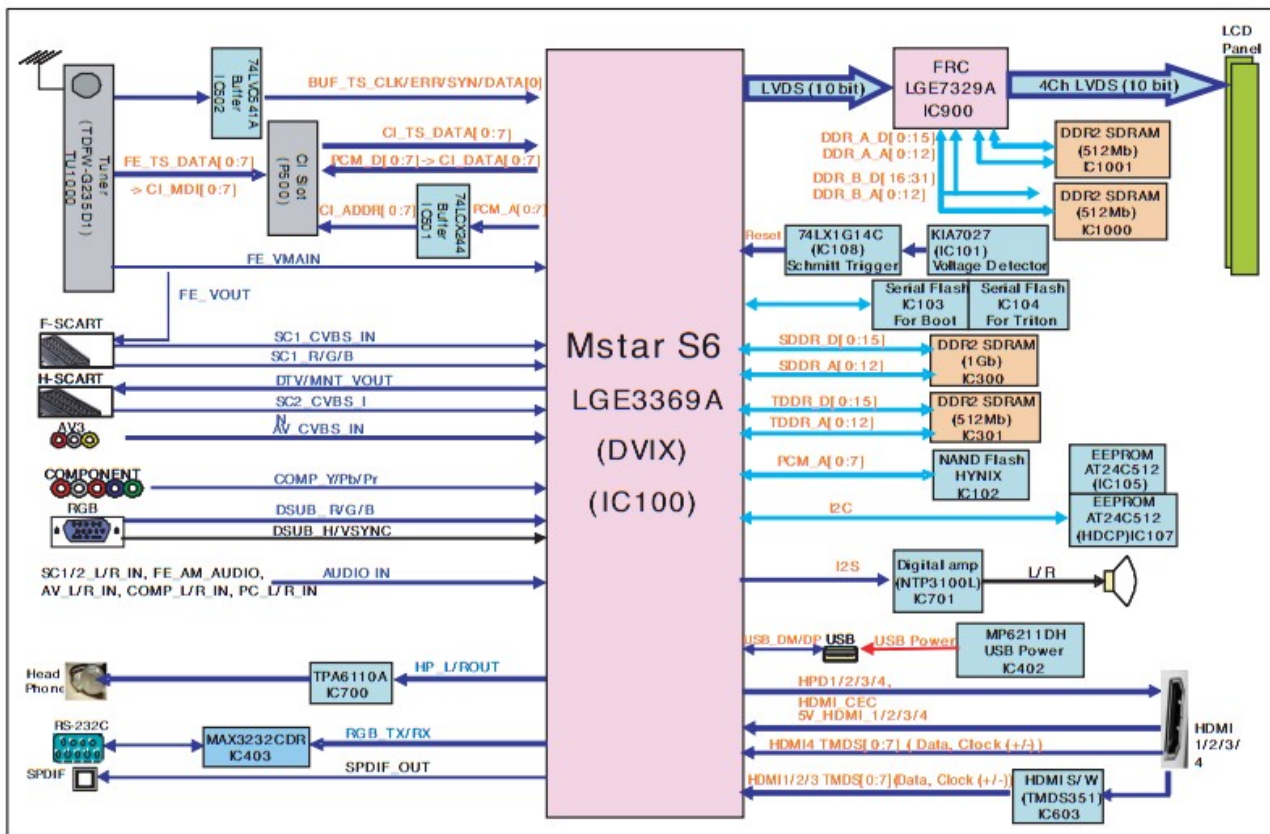 74LVC541A
Buffer
IC502
BUF_TS_CLK/ERR/SYN/DATA[0]
Tuner
(TDFW-G235D1)
TU1000
FE_TS_DATA[0:7]
-> CI_MDI[0:7]
CI Slot
(P500)
CI_TS_DATA[0:7]
PCM_D[0:7]-> CI_DATA[0:7]
CI_ADDR[0:7]
74LCX244
Buffer
IC501
PCM_A[0:7]
FE_VMAIN
FE_VOUT
F-SCART
SC1_CVBS_IN
SC1_R/G/B
H-SCART
DTV/MNT_VOUT
SC2_CVBS_I
N
AV3
AV_CVBS_IN
COMPONENT
COMP_Y/Pb/Pr
RGB
DSUB_R/G/B
DSUB_H/VSYNC
SC1/2_L/R_IN, FE_AM_AUDIO,
AV_L/R_IN, COMP_L/R_IN, PC_L/R_IN
AUDIO IN
Head
Phone
TPA6110A
IC700
HP_L/ROUT
RS-232C
MAX3232CDR
IC403
RGB_TX/RX
SPDIF
SPDIF_OUT
Mstar S6
LGE3369A
(DVIX)
(IC100)
LVDS (10 bit)
FRC
LGE7329A
IC900
4Ch LVDS (10 bit)
LCD
Panel
DDR_A_D[0:15]
DDR_A_A[0:12]
DDR_B_D[16:31]
DDR_B_A[0:12]
DDR2 SDRAM
(512Mb)
IC1001
DDR2 SDRAM
(512Mb)
IC1000
Reset
74LX1G14C
(IC108)
Schmitt Trigger
KIA7027
(IC101)
Voltage Detector
Serial Flash
IC103
For Boot
Serial Flash
IC104
For Triton
SDDR_D[0:15]
SDDR_A[0:12]
DDR2 SDRAM
(1Gb)
IC300
TDDR_D[0:15]
TDDR_A[0:12]
DDR2 SDRAM
(512Mb)
IC301
PCM_A[0:7]
NAND Flash
HYNIX
IC102
EEPROM
AT24C512
(IC105)
I2C
EEPROM
AT24C512
(HDCP)IC107
I2S
Digital amp
(NTP3100L)
IC701
L/R
USB_DM/DP
USB
USB Power
MP6211DH
USB Power
IC402
HPD1/2/3/4,
HDMI_CEC
5V_HDMI_1/2/3/4
HDMI4 TMDS[0:7] ( Data, Clock (+/-))
HDMI
1/2/3/
4
HDMI1/2/3 TMDS[0:7](Data, Clock (+/-))
HDMI S/W
(TMDS351)
IC603